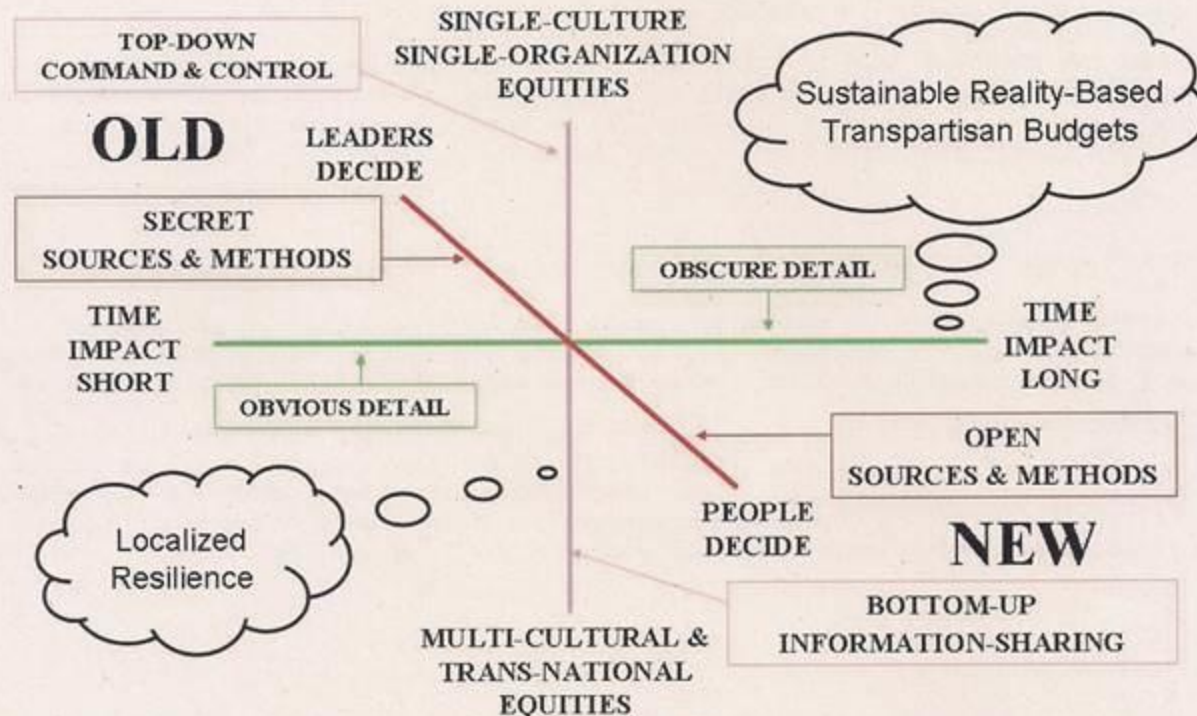 TOP-DOWN
COMMAND & CONTROL
SINGLE-CULTURE
SINGLE-ORGANIZATION
EQUITIES
Sustainable Reality-Based
Transpartisan Budgets
OLD
LEADERS
DECIDE
SECRET
SOURCES & METHODS
OBSCURE DETAIL
TIME
IMPACT
SHORT
TIME
IMPACT
LONG
OBVIOUS DETAIL
OPEN
SOURCES & METHODS
Localized
Resilience
PEOPLE
DECIDE
NEW
BOTTOM-UP
INFORMATION-SHARING
MULTI-CULTURAL &
TRANS-NATIONAL
EQUITIES